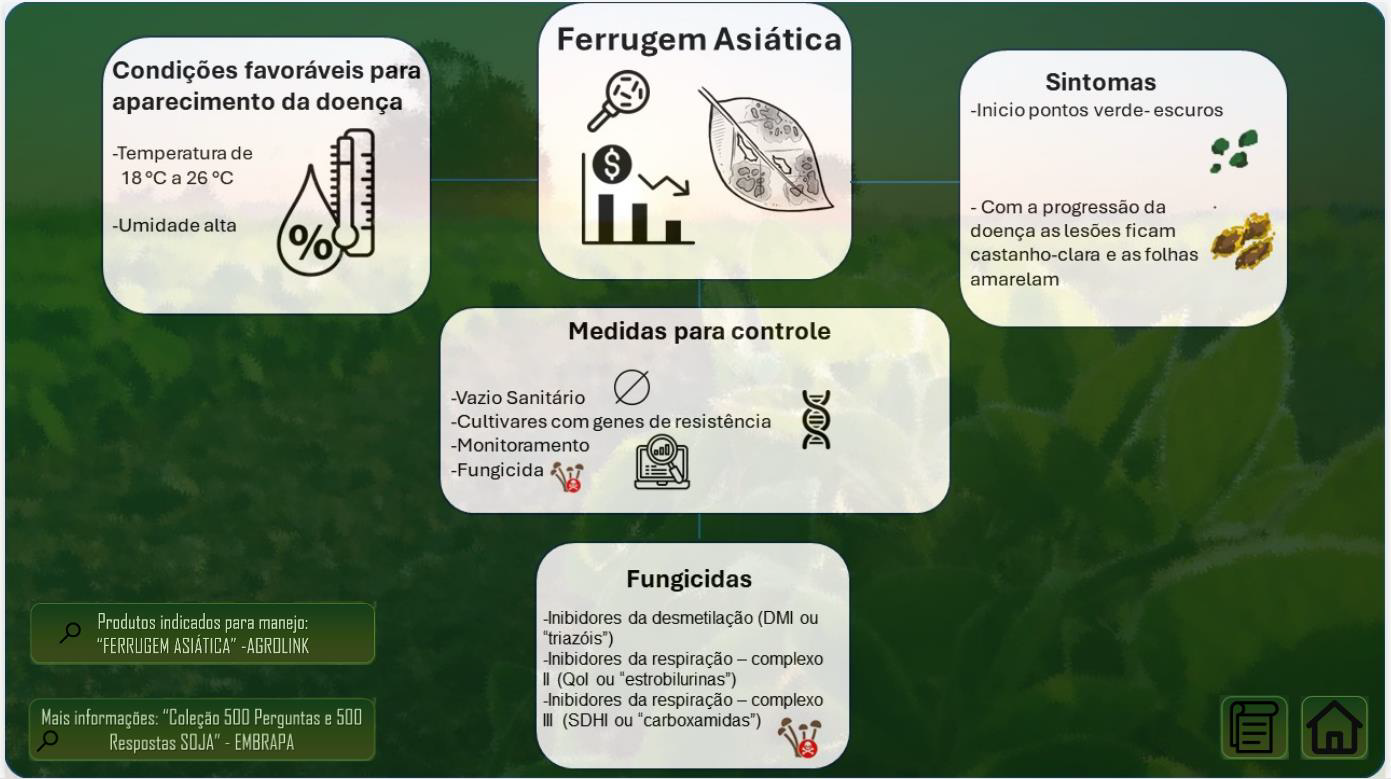 Ferrugem Asiática
Condições favoráveis para
aparecimento da doença
-Temperatura de
18 ºC a 26 ºC
-Umidade alta
%
$
Sintomas
-Inicio pontos verde- escuros
- Com a progressão da
doença as lesões ficam
castanho-clara e as folhas
amarelam
Medidas para controle
-Vazio Sanitário
-Cultivares com genes de resistência
-Monitoramento
-Fungicida
Fungicidas
-Inibidores da desmetilação (DMI ou
“triazóis”)
-Inibidores da respiração – complexo
II (QoI ou “estrobilurinas”)
-Inibidores da respiração – complexo
III (SDHI ou “carboxamidas”)
Produtos indicados para manejo:
“FERRUGEM ASIÁTICA” -AGROLINK
Mais informações: “Coleção 500 Perguntas e 500
Respostas SOJA” - EMBRAPA